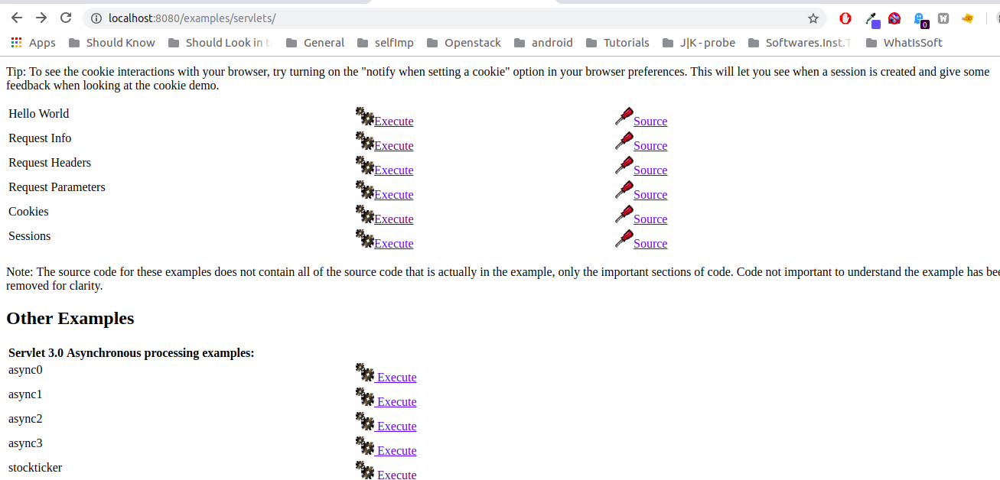 localhost:8080/examples/servlets/
Apps Should Know Should Look in General selfImp Openstack android Tutorials J|K-probe Softwares.Inst. WhatIsSoft
W 0
Tip: To see the cookie interactions with your browser, try turning on the "notify when setting a cookie" option in your browser preferences. This will let you see when a session is created and give some
feedback when looking at the cookie demo.
Hello World Execute Source
Request Info Execute Source
Request Headers Execute Source
Request Parameters Execute Source
Cookies Execute Source
Sessions Execute Source
Note: The source code for these examples does not contain all of the source code that is actually in the example, only the important sections of code. Code not important to understand the example has
removed for clarity.
Other Examples
Servlet 3.0 Asynchronous processing examples:
async0 Execute
async1 Execute
async2 Execute
async3 Execute
stockticker Execute